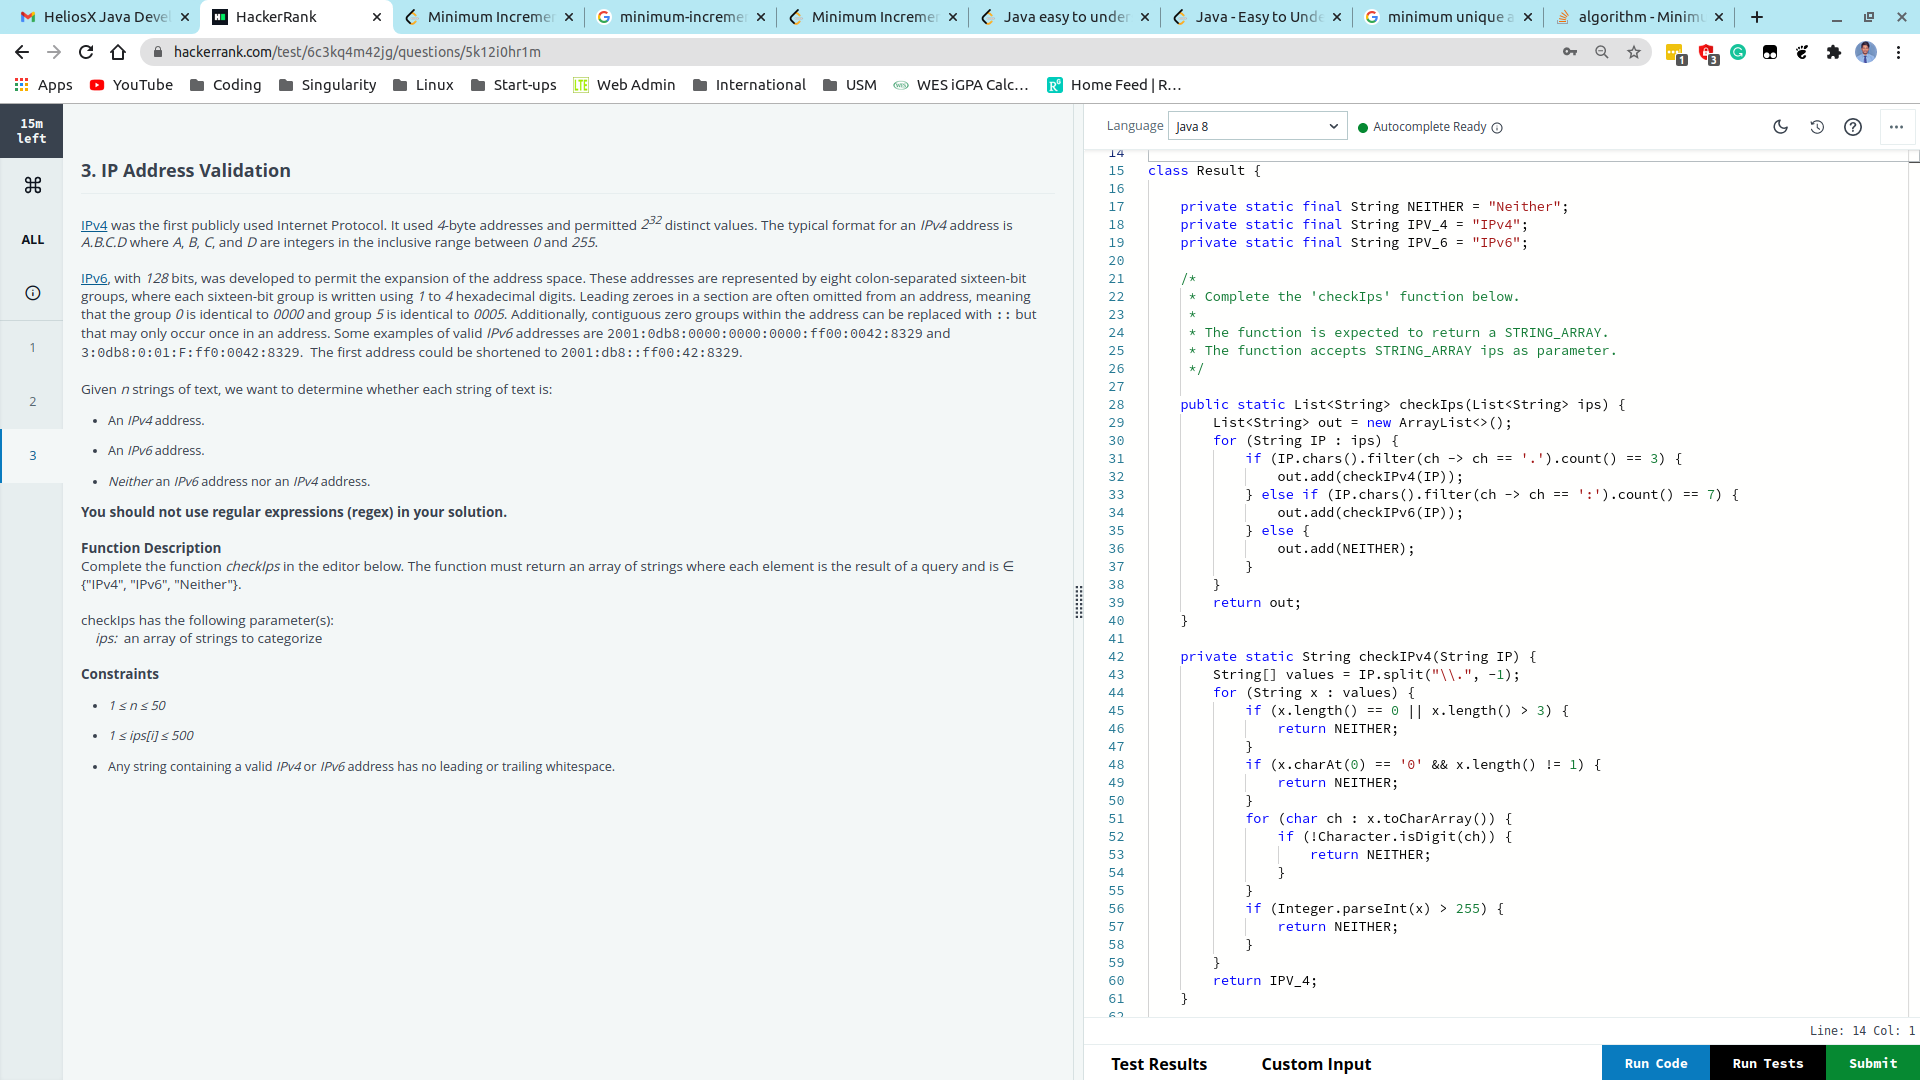 HeliosX Java Devel
HackerRank
Minimum Incremen
minimum-increme
Minimum Increme
Java easy to under
Java - Easy to Und
minimum unique a
algorithm - Minimu
hackerrank.com/test/6c3kq4m42jg/questions/5k12i0hr1m
1
3
Apps
YouTube
Coding
Singularity
Linux
Start-ups
LTE
Web Admin
International
USM
WES iGPA Calc…
Home Feed | R…
15m
left
ALL
1
2
3
3. IP Address Validation
IPv4 was the first publicly used Internet Protocol. It used 4-byte addresses and permitted 2^32 distinct values. The typical format for an IPv4 address is
A.B.C.D where A, B, C, and D are integers in the inclusive range between 0 and 255.
IPv6, with 128 bits, was developed to permit the expansion of the address space. These addresses are represented by eight colon-separated sixteen-bit
groups, where each sixteen-bit group is written using 1 to 4 hexadecimal digits. Leading zeroes in a section are often omitted from an address, meaning
that the group 0 is identical to 0000 and group 5 is identical to 0005. Additionally, contiguous zero groups within the address can be replaced with :: but
that may only occur once in an address. Some examples of valid IPv6 addresses are 2001:0db8:0000:0000:0000:ff00:0042:8329 and
3:0db8:0:01:F:ff0:0042:8329. The first address could be shortened to 2001:db8::ff00:42:8329.
Given n strings of text, we want to determine whether each string of text is:
• An IPv4 address.
• An IPv6 address.
• Neither an IPv6 address nor an IPv4 address.
You should not use regular expressions (regex) in your solution.
Function Description
Complete the function checkIps in the editor below. The function must return an array of strings where each element is the result of a query and is ∈
{"IPv4", "IPv6", "Neither"}.
checkIps has the following parameter(s):
ips: an array of strings to categorize
Constraints
• 1 ≤ n ≤ 50
• 1 ≤ ips[i] ≤ 500
• Any string containing a valid IPv4 or IPv6 address has no leading or trailing whitespace.
Language
Java 8
Autocomplete Ready
14
15 class Result {
16
17 private static final String NEITHER = "Neither";
18 private static final String IPV_4 = "IPv4";
19 private static final String IPV_6 = "IPv6";
20
21 /*
22 * Complete the 'checkIps' function below.
23 *
24 * The function is expected to return a STRING_ARRAY.
25 * The function accepts STRING_ARRAY ips as parameter.
26 */
27
28 public static List<String> checkIps(List<String> ips) {
29 List<String> out = new ArrayList<>();
30 for (String IP : ips) {
31 if (IP.chars().filter(ch -> ch == '.').count() == 3) {
32 out.add(checkIPv4(IP));
33 } else if (IP.chars().filter(ch -> ch == ':').count() == 7) {
34 out.add(checkIPv6(IP));
35 } else {
36 out.add(NEITHER);
37 }
38 }
39 return out;
40 }
41
42 private static String checkIPv4(String IP) {
43 String[] values = IP.split("\\.", -1);
44 for (String x : values) {
45 if (x.length() == 0 || x.length() > 3) {
46 return NEITHER;
47 }
48 if (x.charAt(0) == '0' && x.length() != 1) {
49 return NEITHER;
50 }
51 for (char ch : x.toCharArray()) {
52 if (!Character.isDigit(ch)) {
53 return NEITHER;
54 }
55 }
56 if (Integer.parseInt(x) > 255) {
57 return NEITHER;
58 }
59 }
60 return IPV_4;
61 }
62
Line: 14 Col: 1
Test Results
Custom Input
Run Code
Run Tests
Submit